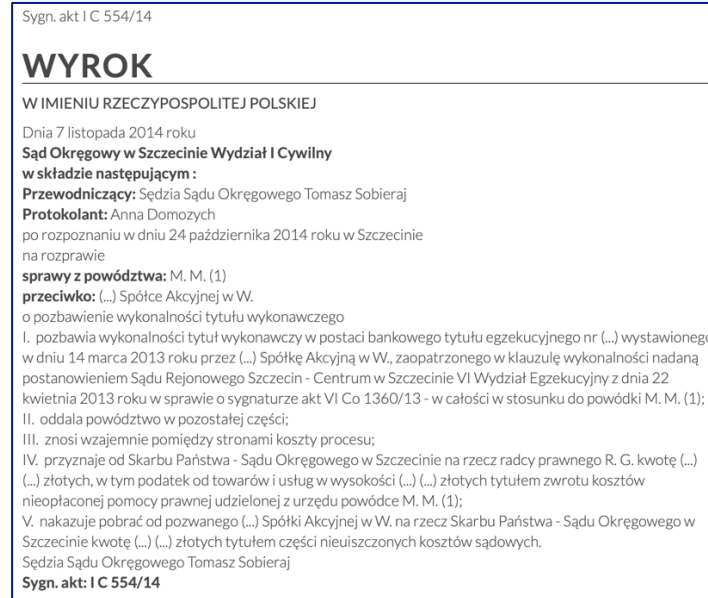 Sygn. akt I C 554/14
WYROK
W IMIENIU RZECZYPOSPOLITEJ POLSKIEJ
Dnia 7 listopada 2014 roku
Sąd Okręgowy w Szczecinie Wydział I Cywilny
w składzie następującym :
Przewodniczący: Sędzia Sądu Okręgowego Tomasz Sobieraj
Protokolant: Anna Domozych
po rozpoznaniu w dniu 24 października 2014 roku w Szczecinie
na rozprawie
sprawy z powództwa: M. M. (1)
przeciwko: (...) Spółce Akcyjnej w W.
o pozbawienie wykonalności tytułu wykonawczego
I. pozbawia wykonalności tytuł wykonawczy w postaci bankowego tytułu egzekucyjnego nr (...) wystawionego
w dniu 14 marca 2013 roku przez (...) Spółkę Akcyjną w W., zaopatrzonego w klauzulę wykonalności nadaną
postanowieniem Sądu Rejonowego Szczecin - Centrum w Szczecinie VI Wydział Egzekucyjny z dnia 22
kwietnia 2013 roku w sprawie o sygnaturze akt VI Co 1360/13 - w całości w stosunku do powódki M. M. (1);
II. oddala powództwo w pozostałej części;
III. znosi wzajemnie pomiędzy stronami koszty procesu;
IV. przyznaje od Skarbu Państwa - Sądu Okręgowego w Szczecinie na rzecz radcy prawnego R. G. kwotę (...)
(...) złotych, w tym podatek od towarów i usług w wysokości (...) (...) złotych tytułem zwrotu kosztów
nieopłaconej pomocy prawnej udzielonej z urzędu powódce M. M. (1);
V. nakazuje pobrać od pozwanego (...) Spółki Akcyjnej w W. na rzecz Skarbu Państwa - Sądu Okręgowego w
Szczecinie kwotę (...) (...) złotych tytułem części nieuiszczonych kosztów sądowych.
Sędzia Sądu Okręgowego Tomasz Sobieraj
Sygn. akt: I C 554/14